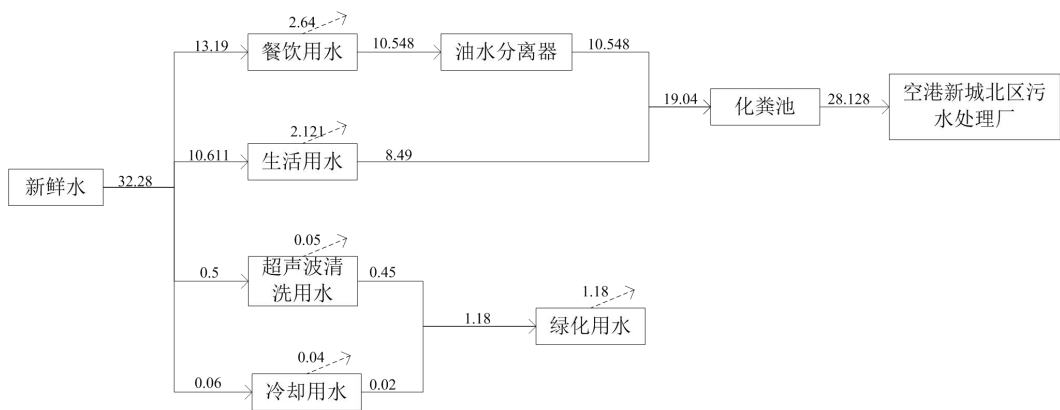 2.64
13.19
餐饮用水
10.548
油水分离器
10.548
19.04
化粪池
28.128
空港新城北区污
水处理厂
2.121
10.611
生活用水
8.49
新鲜水
32.28
0.05
0.5
超声波清
洗用水
0.45
1.18
1.18
绿化用水
0.04
0.06
冷却用水
0.02